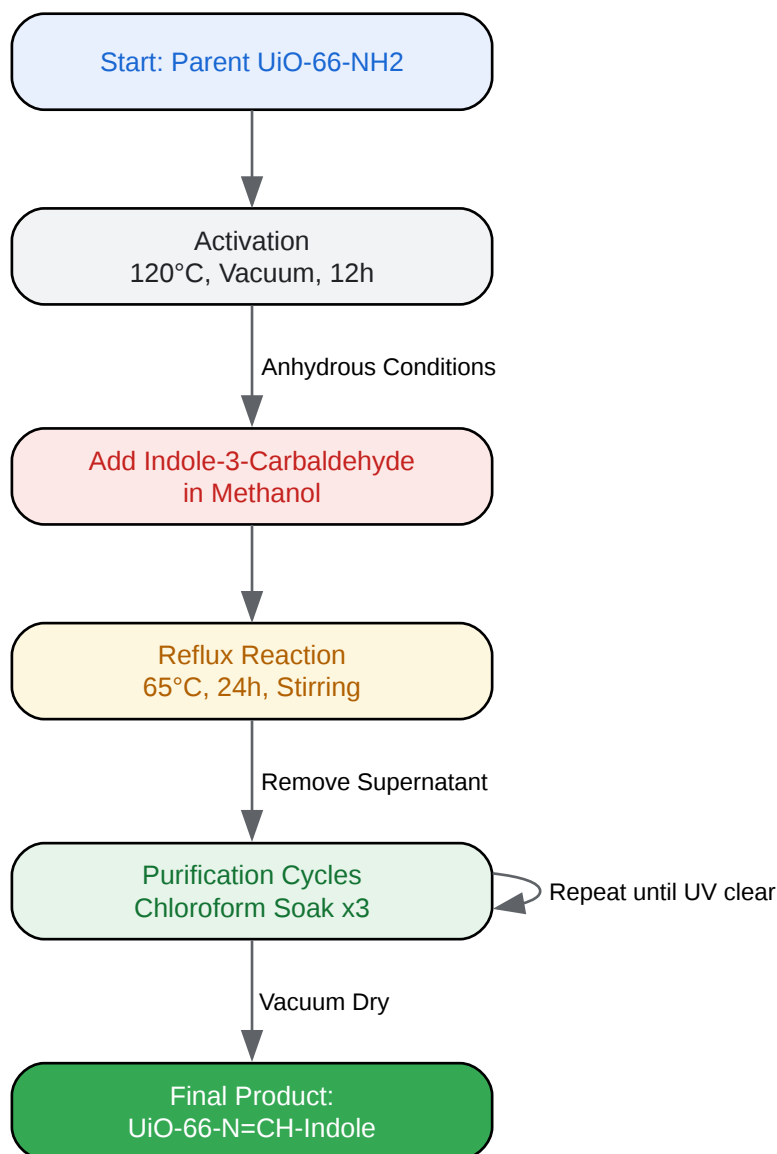 Start: Parent UiO-66-NH2
Activation
120°C, Vacuum, 12h
Anhydrous Conditions
Add Indole-3-Carbaldehyde
in Methanol
Reflux Reaction
65°C, 24h, Stirring
Remove Supernatant
Purification Cycles
Chloroform Soak x3
Repeat until UV clear
Vacuum Dry
Final Product:
UiO-66-N=CH-Indole